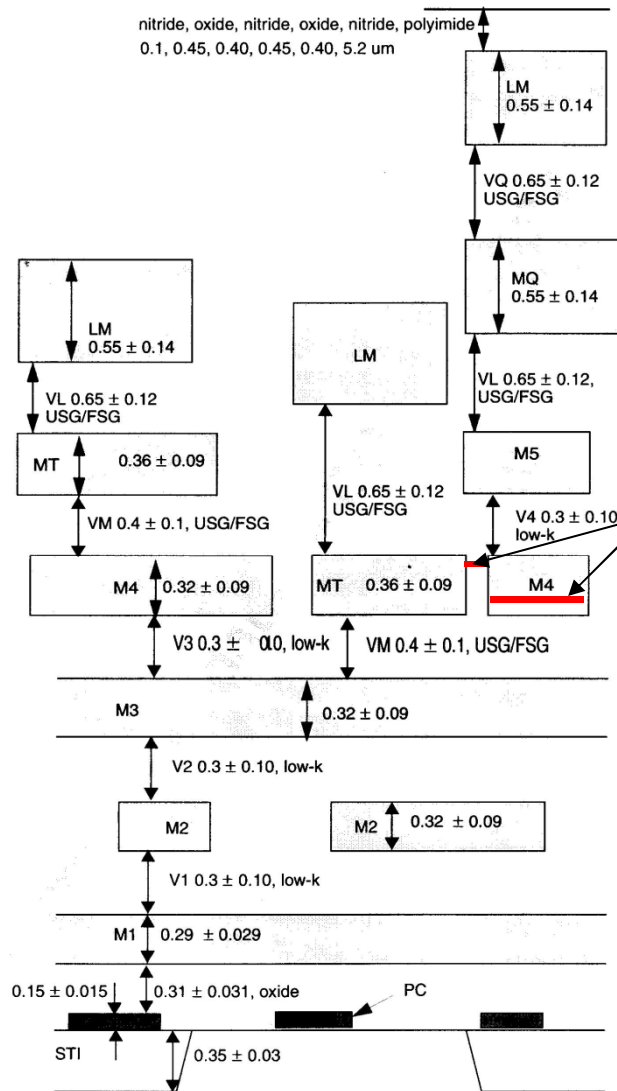 nitride, oxide, nitride, oxide, nitride, polyimide
0.1, 0.45, 0.40, 0.45, 0.40, 5.2 um
LM
0.55 ± 0.14
VQ 0.65 ± 0.12
USG/FSG
MQ
0.55 ± 0.14
LM
0.55 ± 0.14
LM
VL 0.65 ± 0.12,
USG/FSG
VL 0.65 ± 0.12
USG/FSG
MT
0.36 ± 0.09
M5
VL 0.65 ± 0.12
USG/FSG
VM 0.4 ± 0.1, USG/FSG
V4 0.3 ± 0.10
low-k
M4
0.32 ± 0.09
MT
0.36 ± 0.09
M4
V3 0.3 ± 0.10, low-k
VM 0.4 ± 0.1, USG/FSG
M3
0.32 ± 0.09
V2 0.3 ± 0.10, low-k
M2
M2
0.32 ± 0.09
V1 0.3 ± 0.10, low-k
M1
0.29 ± 0.029
0.15 ± 0.015
0.31 ± 0.031, oxide
PC
STI
0.35 ± 0.03